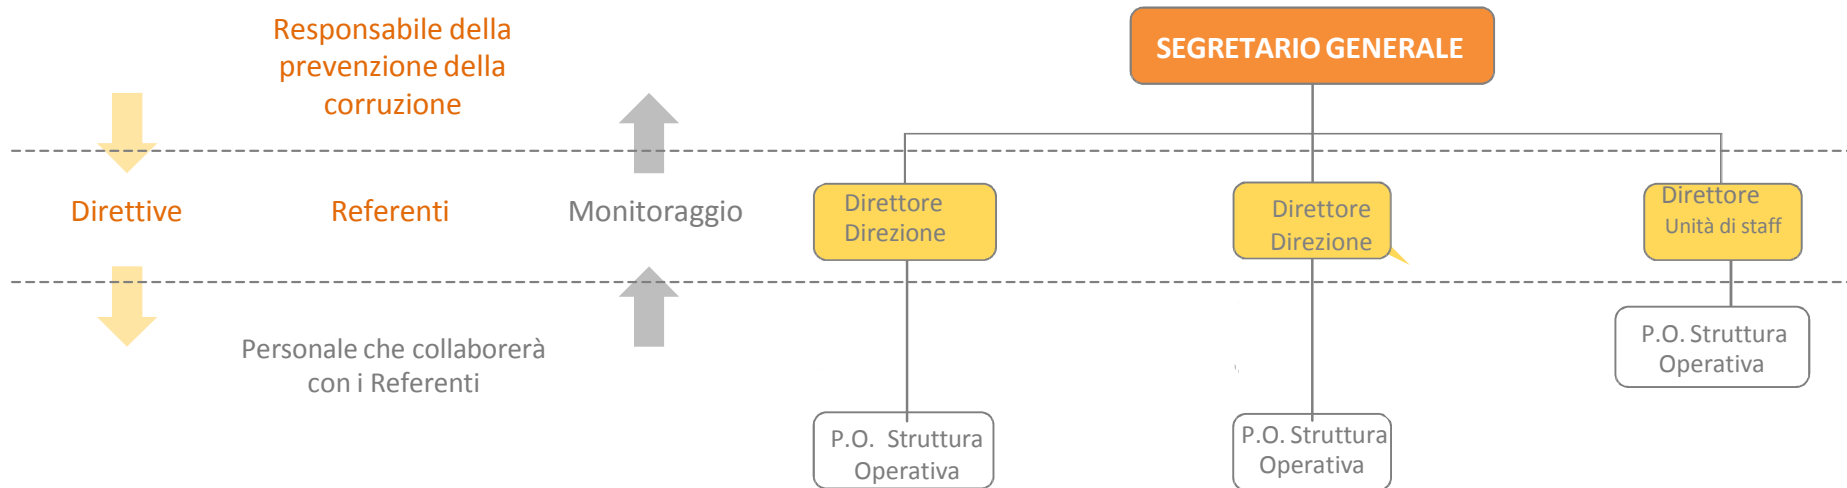 Responsabile della
prevenzione della
corruzione
SEGRETARIO GENERALE
Direttive
Referenti
Monitoraggio
Direttore
Direzione
Direttore
Direzione
Direttore
Unità di staff
Personale che collaborerà
con i Referenti
P.O. Struttura
Operativa
P.O. Struttura
Operativa
P.O. Struttura
Operativa